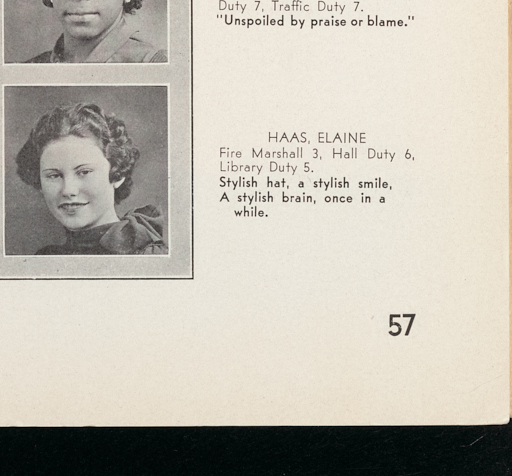 Duty 7, Traffic Duty 7.
"Unspoiled by praise or blame."
HAAS, ELAINE
Fire Marshall 3, Hall Duty 6,
Library Duty 5.
Stylish hat, a stylish smile,
A stylish brain, once in a
while.
57